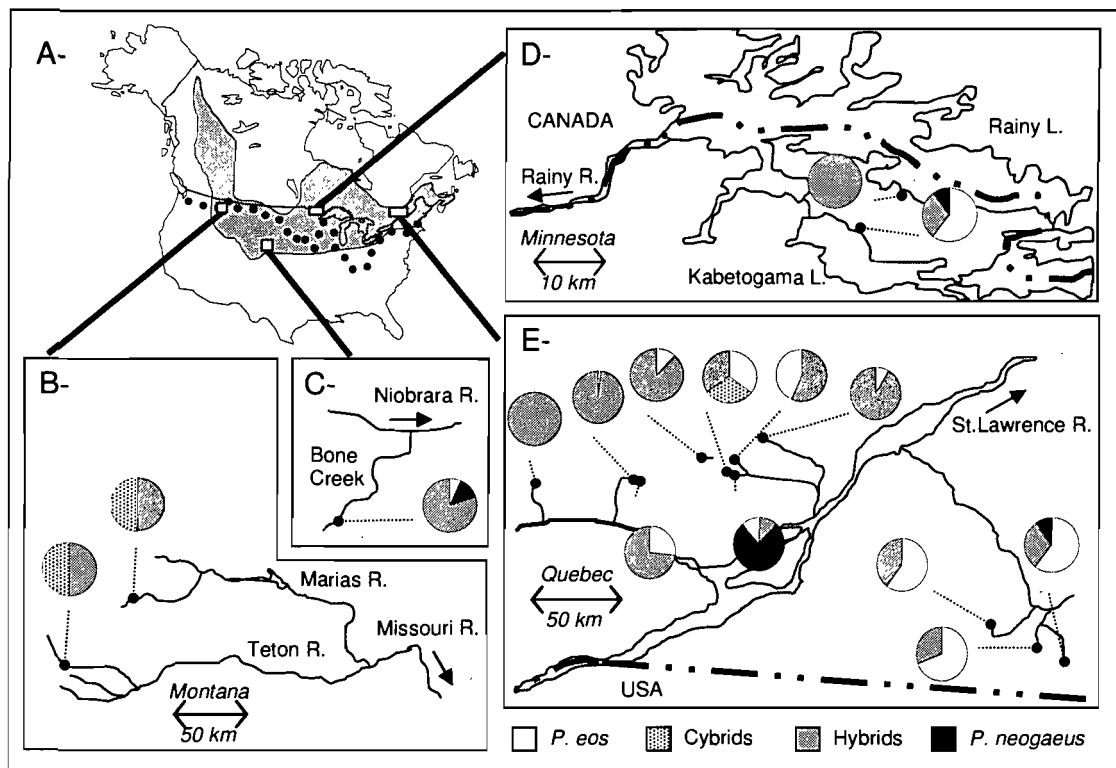 A-
B-
Marias R.
Teton R.
Missouri R.
Montana
50 km
C-
Niobrara R.
Bone
Creek
D-
CANADA
Rainy L.
Rainy R.
Minnesota
10 km
Kabetogama L.
E-
St.Lawrence R.
Quebec
50 km
USA
P. eos Cybrids Hybrids P. neogaeus